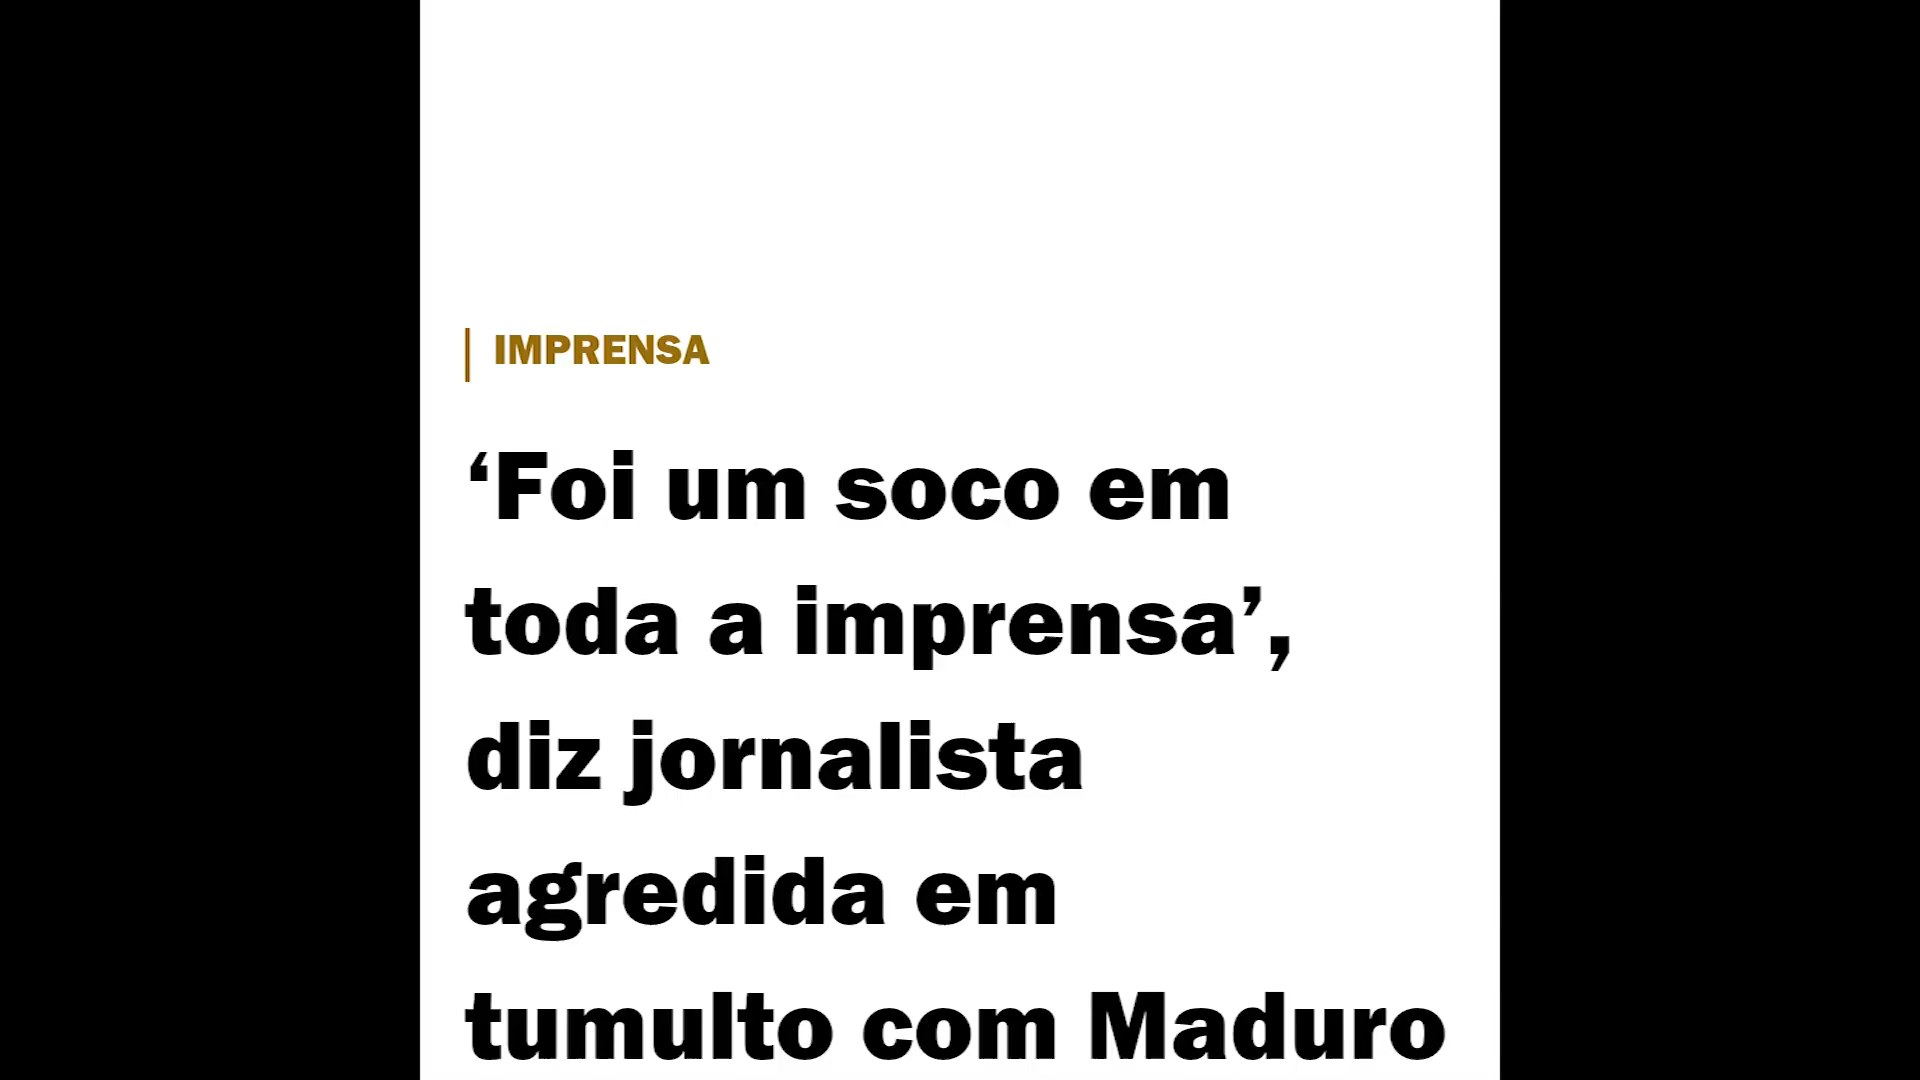 IMPRENSA
‘Foi um soco em
toda a imprensa’,
diz jornalista
agredida em
tumulto com Maduro